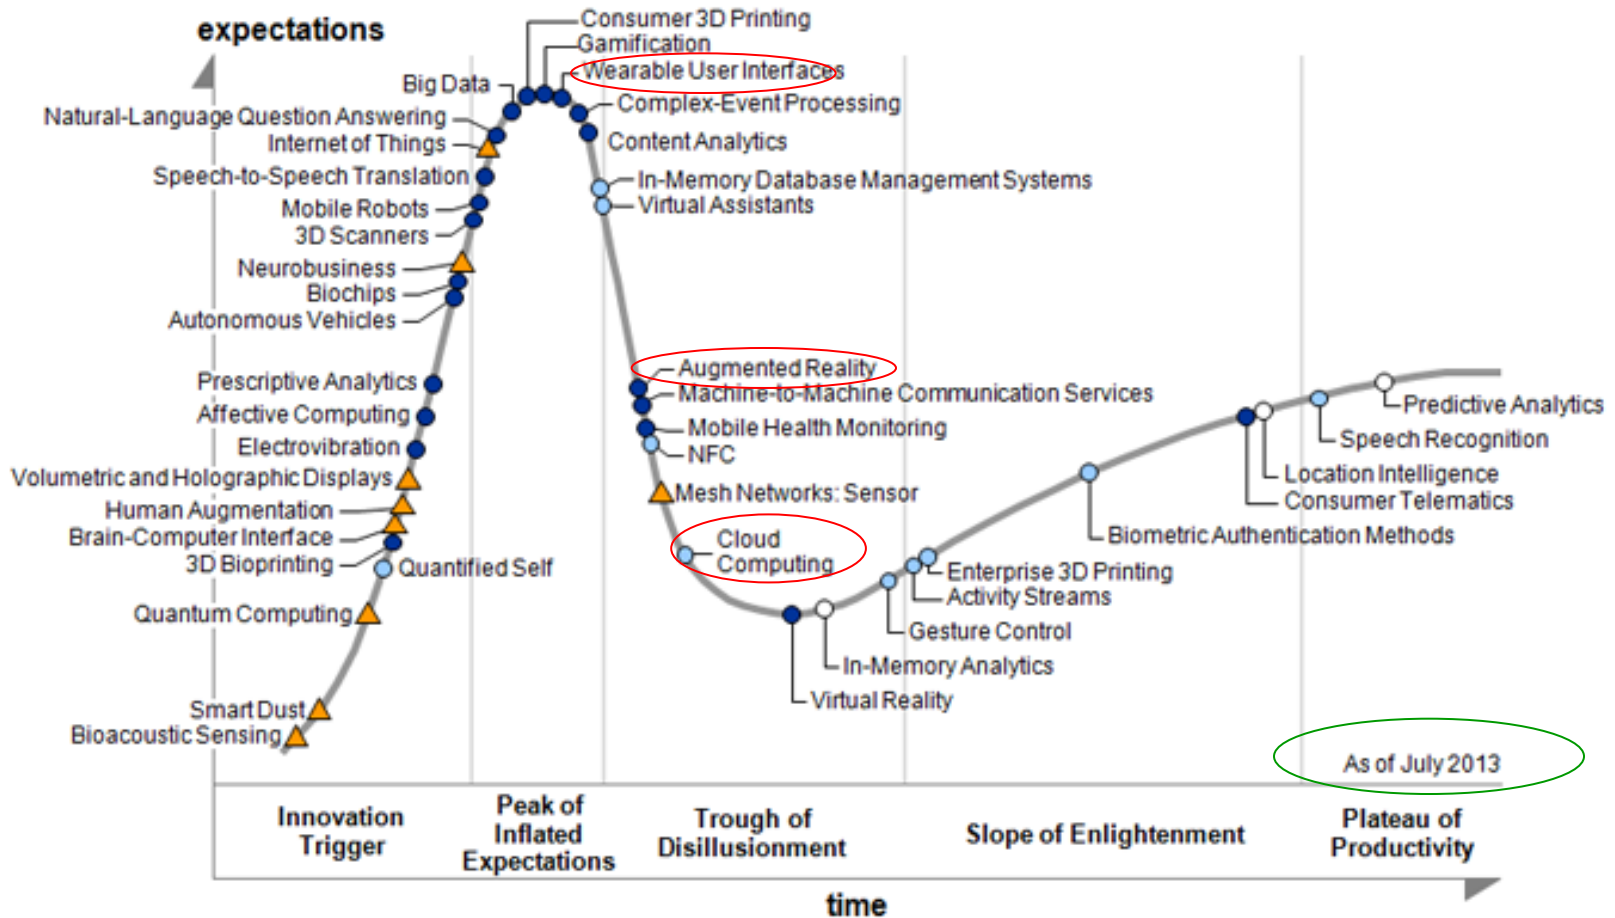 expectations
Consumer 3D Printing
Gamification
Wearable User Interfaces
Big Data
Complex-Event Processing
Natural-Language Question Answering
Internet of Things
Content Analytics
Speech-to-Speech Translation
In-Memory Database Management Systems
Virtual Assistants
Mobile Robots
3D Scanners
Neurobusiness
Biochips
Autonomous Vehicles
Augmented Reality
Machine-to-Machine Communication Services
Prescriptive Analytics
Predictive Analytics
Affective Computing
Mobile Health Monitoring
Electrovibration
Speech Recognition
NFC
Volumetric and Holographic Displays
Location Intelligence
Mesh Networks: Sensor
Consumer Telematics
Human Augmentation
Brain-Computer Interface
Biometric Authentication Methods
Cloud
Computing
3D Bioprinting
Quantified Self
Enterprise 3D Printing
Activity Streams
Quantum Computing
Gesture Control
In-Memory Analytics
Virtual Reality
Smart Dust
Bioacoustic Sensing
As of July 2013
Innovation
Trigger
Peak of
Inflated
Expectations
Trough of
Disillusionment
Slope of Enlightenment
Plateau of
Productivity
time